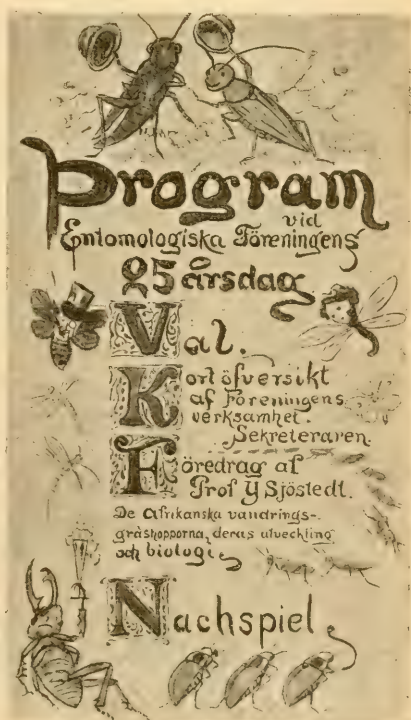 Program
vid
Entomologiska Föreningens
25 årsdag
Val.
Kort öfversikt
af Föreningens
verksamhet.
Sekreteraren.
Föredrag af
Prof Y Sjöstedt.
De Afrikanska vandrings-
gräshopporna, deras utveckling
och biologi.
Nachspiel.